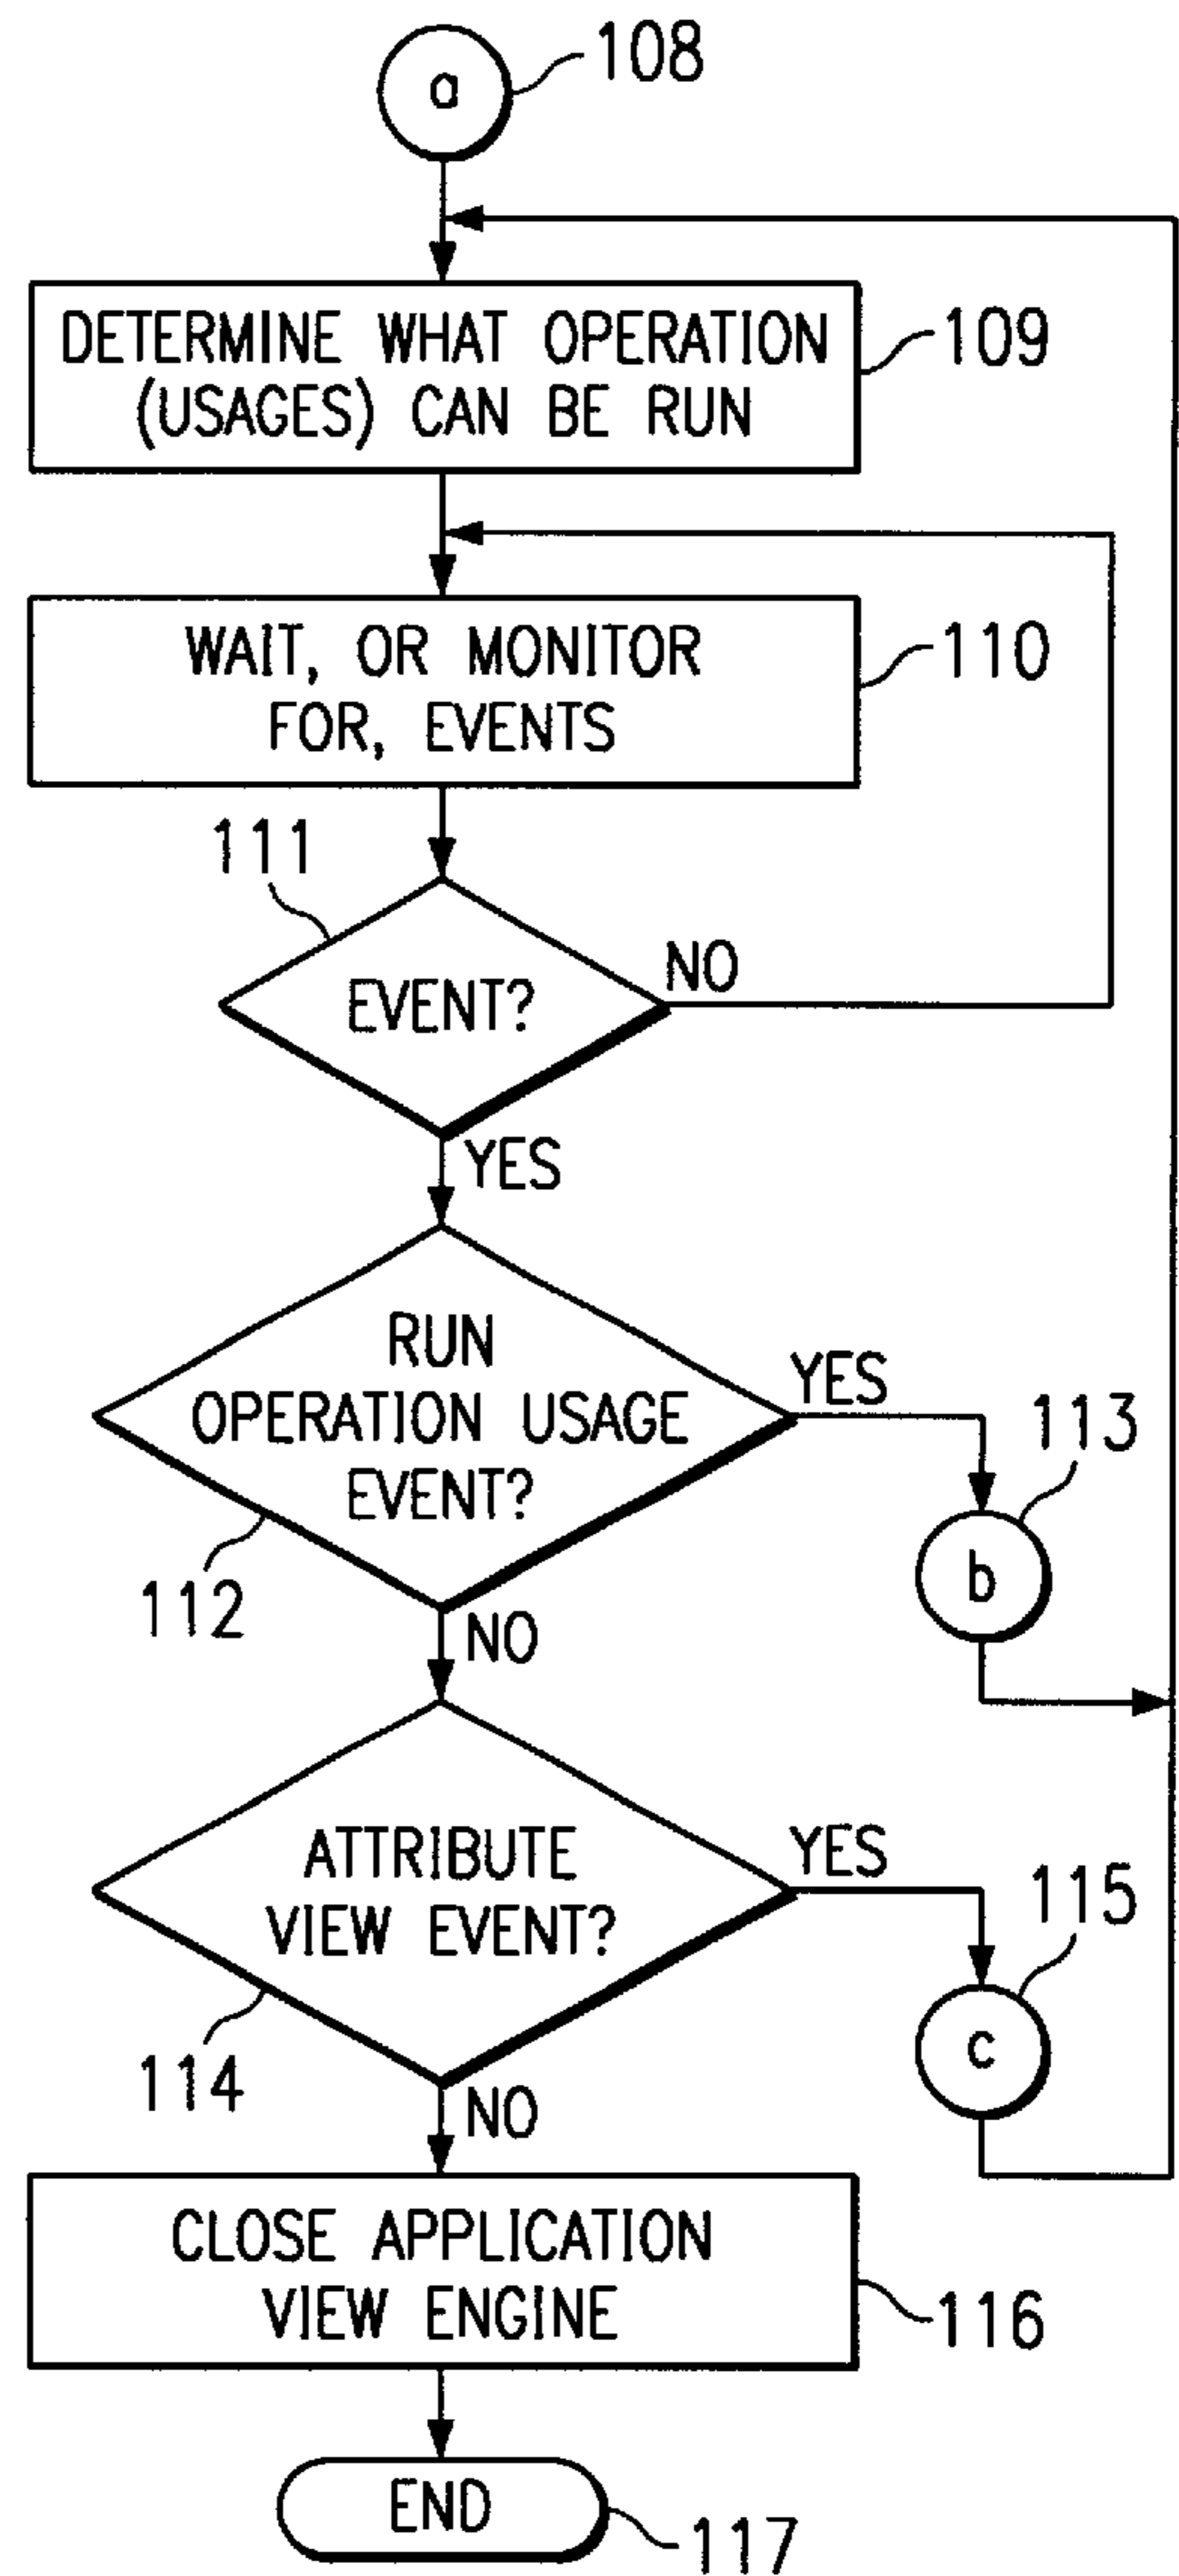 a
108
DETERMINE WHAT OPERATION
(USAGES) CAN BE RUN
109
WAIT, OR MONITOR
FOR, EVENTS
110
111
EVENT?
NO
YES
RUN
OPERATION USAGE
EVENT?
YES
112
113
b
NO
ATTRIBUTE
VIEW EVENT?
YES
114
115
c
NO
CLOSE APPLICATION
VIEW ENGINE
116
END
117